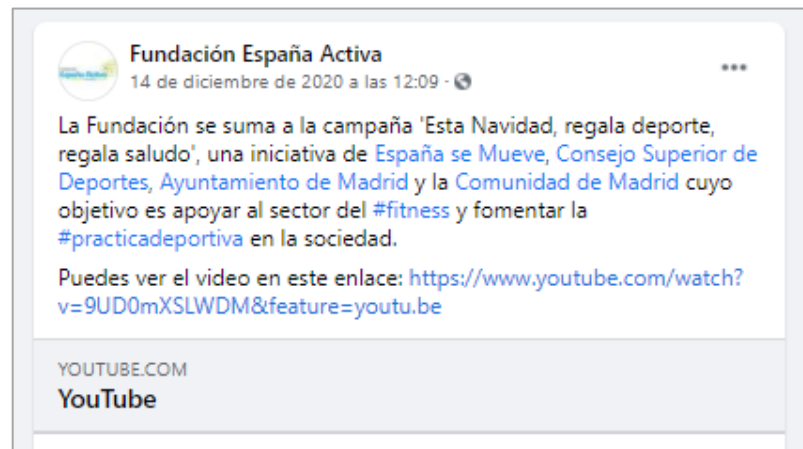 Fundación España Activa
14 de diciembre de 2020 a las 12:09 ·
La Fundación se suma a la campaña 'Esta Navidad, regala deporte,
regala saludo', una iniciativa de España se Mueve, Consejo Superior de
Deportes, Ayuntamiento de Madrid y la Comunidad de Madrid cuyo
objetivo es apoyar al sector del #fitness y fomentar la
#practicadeportiva en la sociedad.
Puedes ver el video en este enlace: https://www.youtube.com/watch?
v=9UD0mXSLWDM&feature=youtu.be
YOUTUBE.COM
YouTube